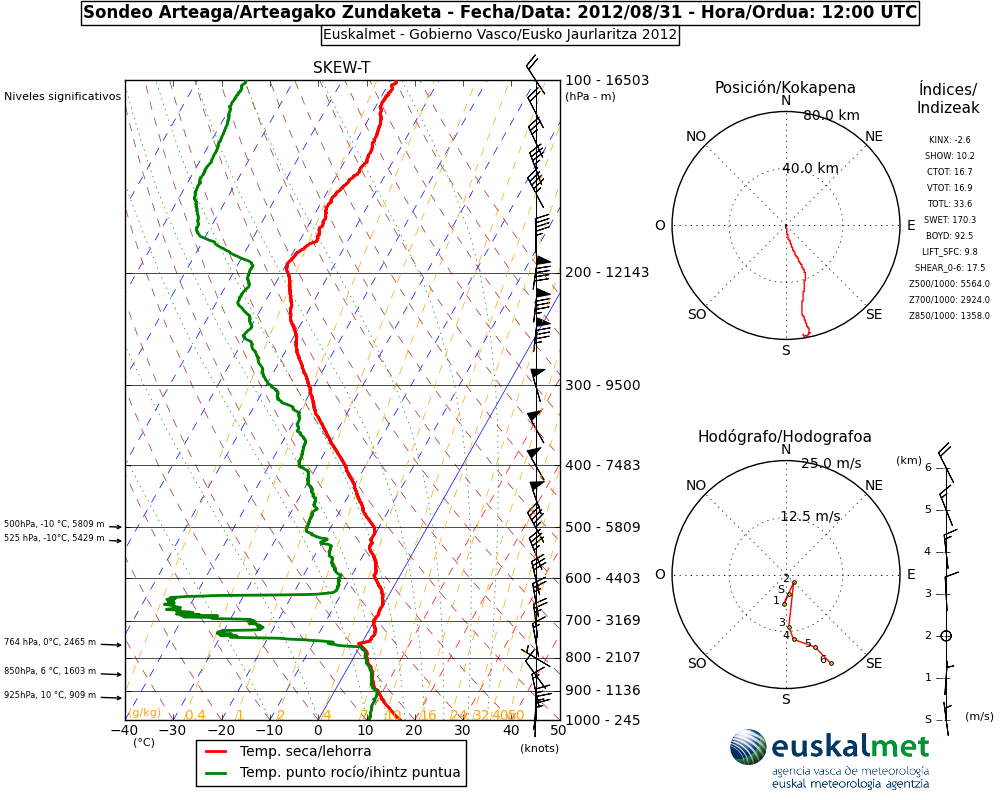 Sondeo Arteaga/Arteagako Zundaketa - Fecha/Data: 2012/08/31 - Hora/Ordua: 12:00 UTC
Euskalmet - Gobierno Vasco/Eusko Jaurlaritza 2012
SKEW-T
Niveles significativos
100 - 16503
(hPa - m)
200 - 12143
300 - 9500
400 - 7483
500 - 5809
600 - 4403
700 - 3169
800 - 2107
900 - 1136
1000 - 245
500hPa, -10 °C, 5809 m
525 hPa, -10°C, 5429 m
764 hPa, 0°C, 2465 m
850hPa, 6 °C, 1603 m
925hPa, 10 °C, 909 m
(g/kg) 0.4 1 2 4 7 10 16 24 32 40 50
−40 −30 −20 −10 0 10 20 30 40 50
(°C)
(knots)
Temp. seca/lehorra
Temp. punto rocío/ihintz puntua
Posición/Kokapena
N
80.0 km
NO
NE
40.0 km
O
E
SO
SE
S
Índices/
Indizeak
KINX: -2.6
SHOW: 10.2
CTOT: 16.7
VTOT: 16.9
TOTL: 33.6
SWET: 170.3
BOYD: 92.5
LIFT_SFC: 9.8
SHEAR_0-6: 17.5
Z500/1000: 5564.0
Z700/1000: 2924.0
Z850/1000: 1358.0
Hodógrafo/Hodografoa
N
25.0 m/s
NO
NE
12.5 m/s
O
E
2
S
1
3
4
5
6
SO
SE
S
(km)
6
5
4
3
2
1
S
(m/s)
euskalmet
agencia vasca de meteorología
euskal meteorologia agentzia